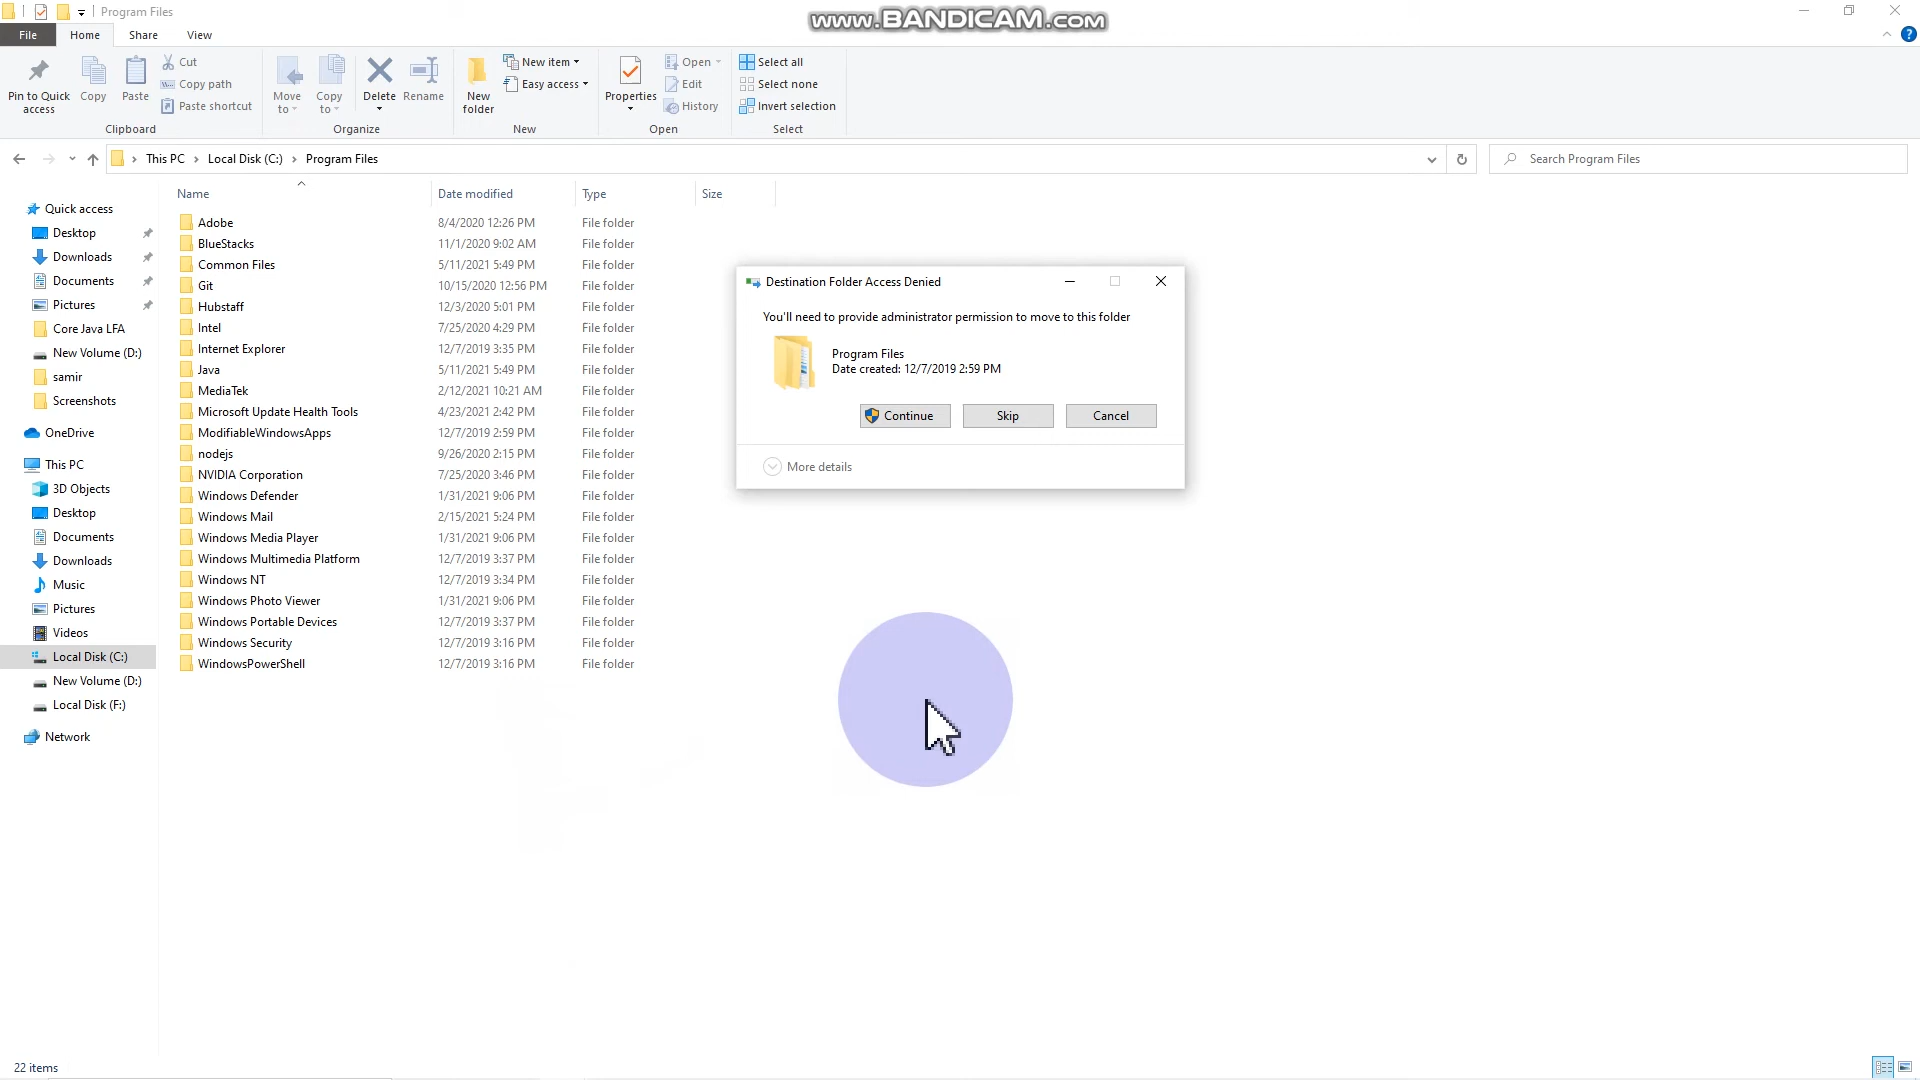 Program Files
www.BANDICAM.com
File Home Share View
Pin to Quick access
Copy
Paste
Cut
Copy path
Paste shortcut
Clipboard
Move to
Copy to
Delete
Rename
Organize
New folder
New item
Easy access
New
Properties
Open
Edit
History
Open
Select all
Select none
Invert selection
Select
This PC > Local Disk (C:) > Program Files
Search Program Files
Quick access
Desktop
Downloads
Documents
Pictures
Core Java LFA
New Volume (D:)
samir
Screenshots
OneDrive
This PC
3D Objects
Desktop
Documents
Downloads
Music
Pictures
Videos
Local Disk (C:)
New Volume (D:)
Local Disk (F:)
Network
Name Date modified Type Size
Adobe 8/4/2020 12:26 PM File folder
BlueStacks 11/1/2020 9:02 AM File folder
Common Files 5/11/2021 5:49 PM File folder
Git 10/15/2020 12:56 PM File folder
Hubstaff 12/3/2020 5:01 PM File folder
Intel 7/25/2020 4:29 PM File folder
Internet Explorer 12/7/2019 3:35 PM File folder
Java 5/11/2021 5:49 PM File folder
MediaTek 2/12/2021 10:21 AM File folder
Microsoft Update Health Tools 4/23/2021 2:42 PM File folder
ModifiableWindowsApps 12/7/2019 2:59 PM File folder
nodejs 9/26/2020 2:15 PM File folder
NVIDIA Corporation 7/25/2020 3:46 PM File folder
Windows Defender 1/31/2021 9:06 PM File folder
Windows Mail 2/15/2021 5:24 PM File folder
Windows Media Player 1/31/2021 9:06 PM File folder
Windows Multimedia Platform 12/7/2019 3:37 PM File folder
Windows NT 12/7/2019 3:34 PM File folder
Windows Photo Viewer 1/31/2021 9:06 PM File folder
Windows Portable Devices 12/7/2019 3:37 PM File folder
Windows Security 12/7/2019 3:16 PM File folder
WindowsPowerShell 12/7/2019 3:16 PM File folder
Destination Folder Access Denied
You'll need to provide administrator permission to move to this folder
Program Files
Date created: 12/7/2019 2:59 PM
Continue Skip Cancel
More details
22 items